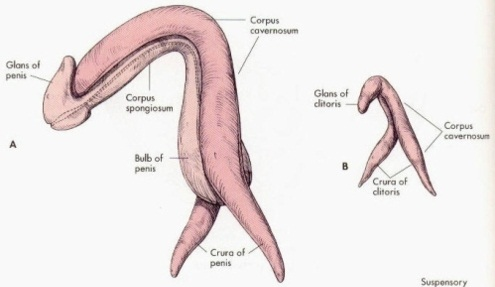 Corpus
cavernosum
Glans of
penis
Corpus
spongiosum
A
Bulb of
penis
Crura of
penis
Glans of
clitoris
Corpus
cavernosum
B
Crura of
clitoris
Suspensory